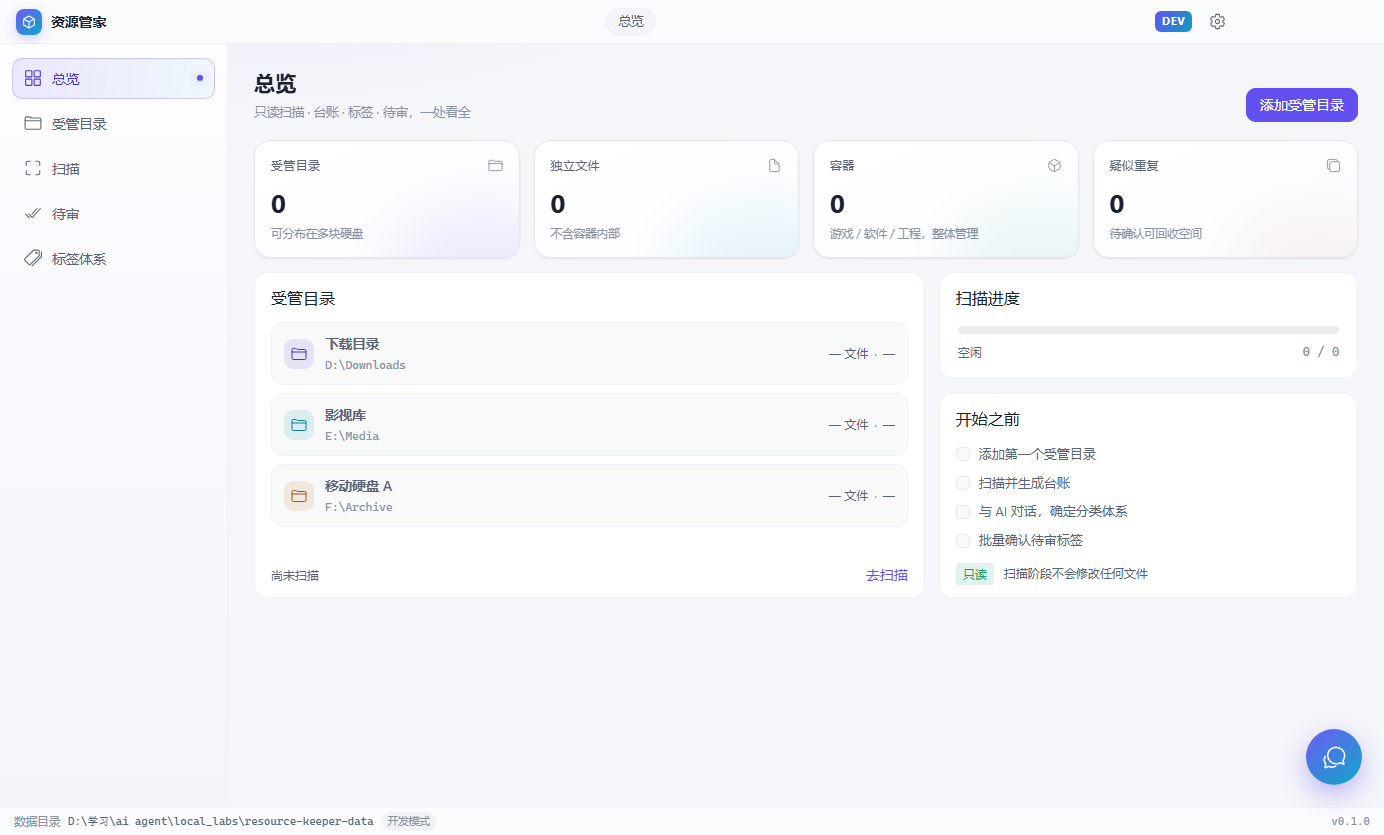 资源管家
总览
DEV
总览
受管目录
扫描
待审
标签体系
总览
只读扫描 · 台账 · 标签 · 待审，一处看全
添加受管目录
受管目录
0
可分布在多块硬盘
独立文件
0
不含容器内部
容器
0
游戏 / 软件 / 工程，整体管理
疑似重复
0
待确认可回收空间
受管目录
下载目录
D:\Downloads
— 文件 · —
影视库
E:\Media
— 文件 · —
移动硬盘 A
F:\Archive
— 文件 · —
尚未扫描
去扫描
扫描进度
空闲
0 / 0
开始之前
添加第一个受管目录
扫描并生成台账
与 AI 对话，确定分类体系
批量确认待审标签
只读
扫描阶段不会修改任何文件
数据目录 D:\学习\ai agent\local_labs\resource-keeper-data 开发模式
v0.1.0